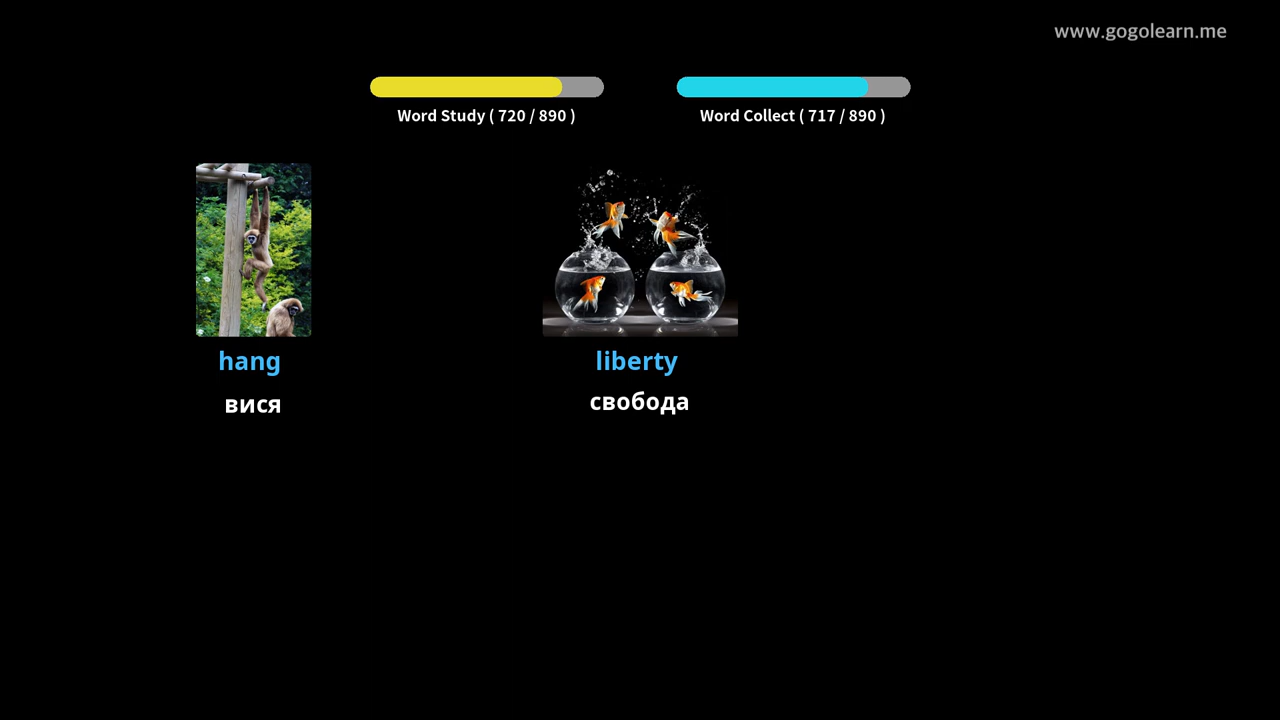 www.gogolearn.me
Word Study ( 720 / 890 )
Word Collect ( 717 / 890 )
hang
liberty
вися
свобода